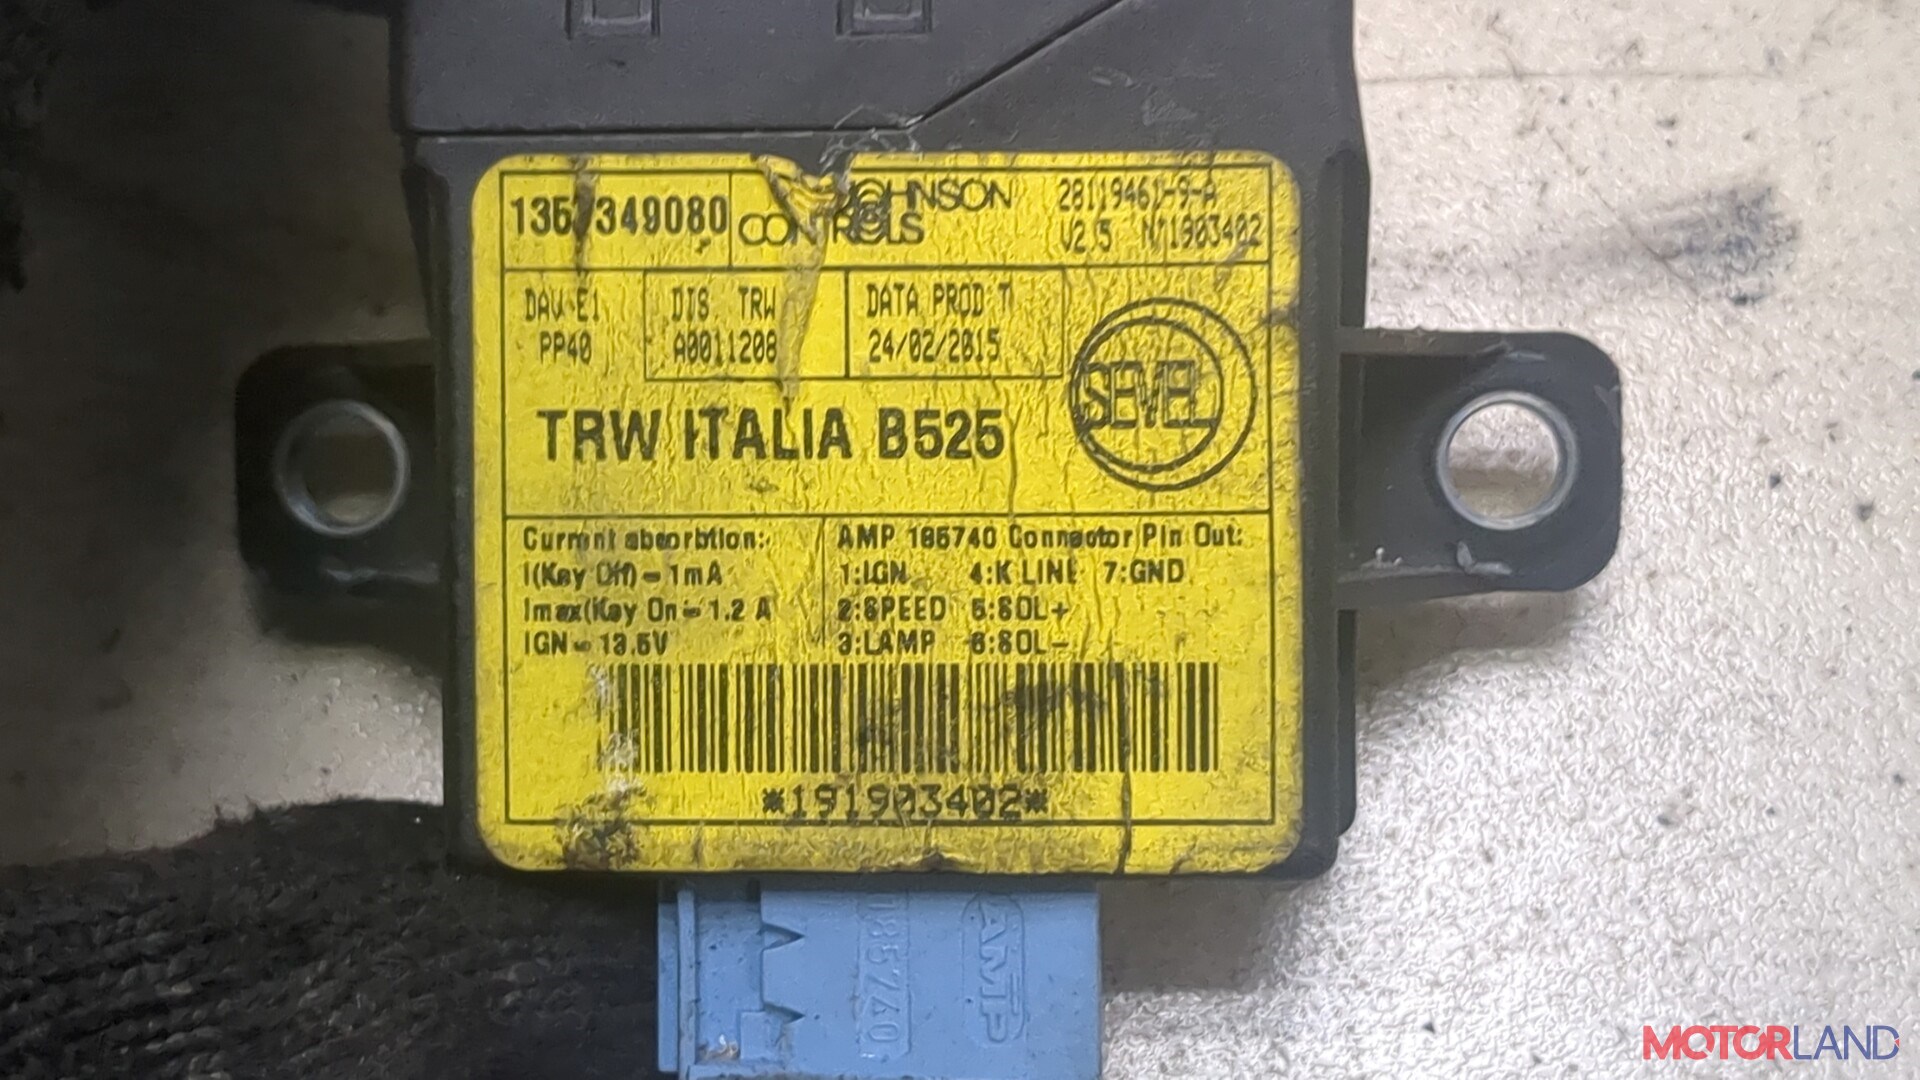 1357349080
JOHNSON
CONTROLS
28119461-9-A
V2.5 N°1903402
DAV E1
PP40
DIS. TRW
A0011208
DATA PROD T
24/02/2015
SEVEL
TRW ITALIA B525
Current absorbtion:
I(Key Off) = 1mA
Imax(Key On = 1.2 A
IGN = 13.5V
AMP 185740 Connector Pin Out:
1:IGN 4:K LINE 7:GND
2:SPEED 5:SOL+
3:LAMP 6:SOL-
*191903402*
AMP
MOTORLAND